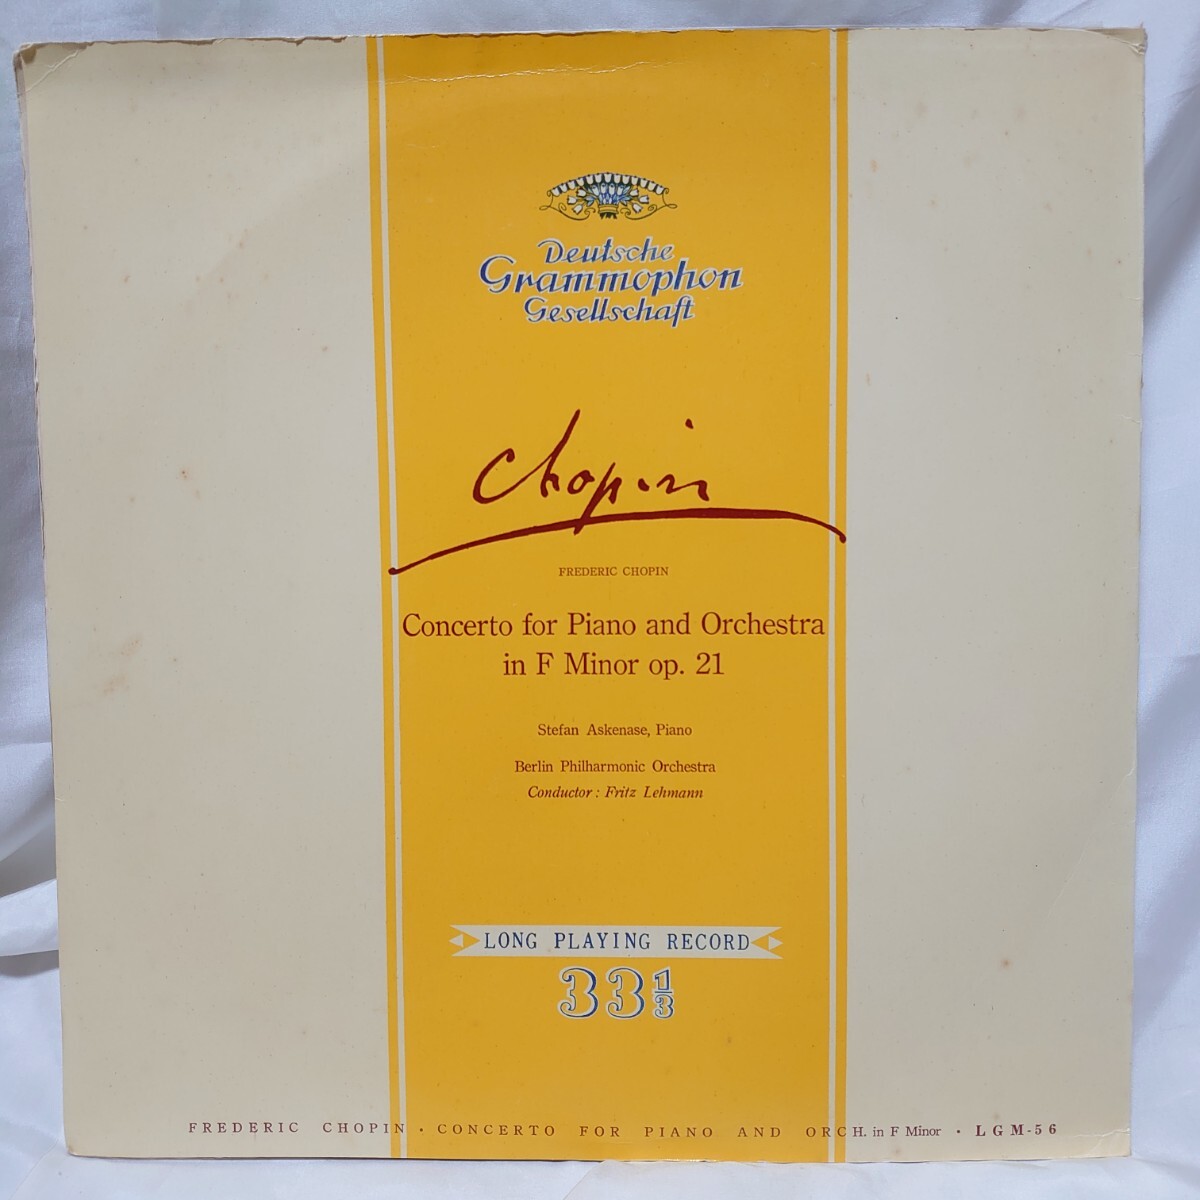 Deutsche
Grammophon
Gesellschaft
Chopin
FREDERIC CHOPIN
Concerto for Piano and Orchestra
in F Minor op. 21
Stefan Askenase, Piano
Berlin Philharmonic Orchestra
Conductor : Fritz Lehmann
LONG PLAYING RECORD
33 1/3
FREDERIC CHOPIN · CONCERTO FOR PIANO AND ORCH. in F Minor · LGM-56